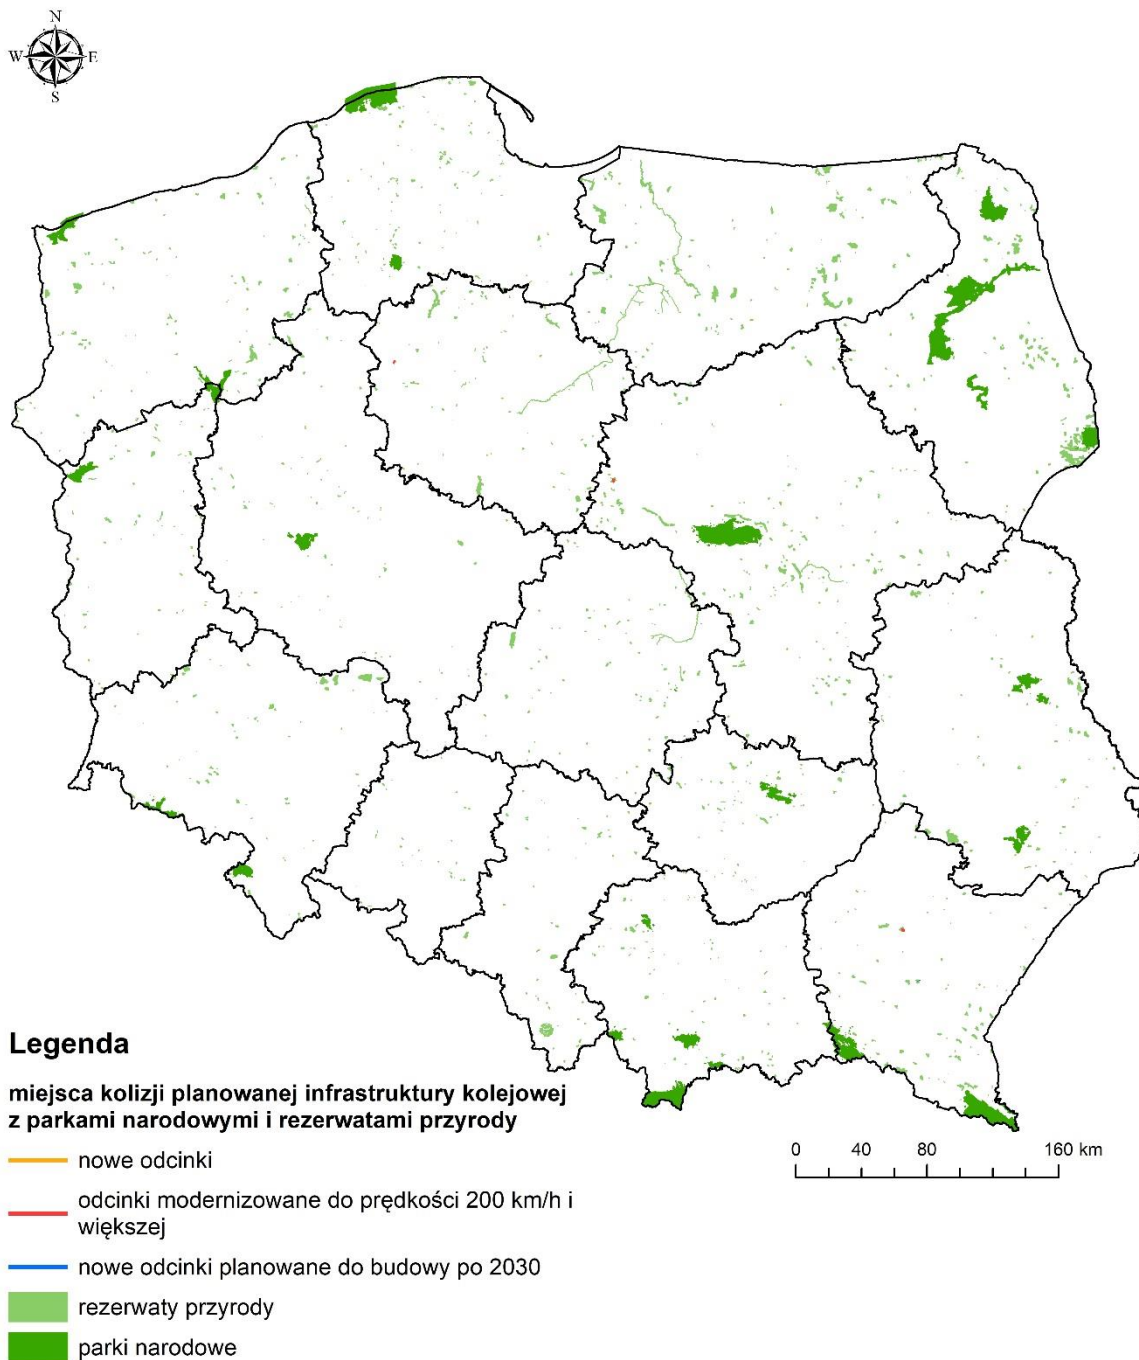 N
W E
S
0 40 80 160 km
Legenda
miejsca kolizji planowanej infrastruktury kolejowej
z parkami narodowymi i rezerwatami przyrody
nowe odcinki
odcinki modernizowane do prędkości 200 km/h i
większej
nowe odcinki planowane do budowy po 2030
rezerwaty przyrody
parki narodowe